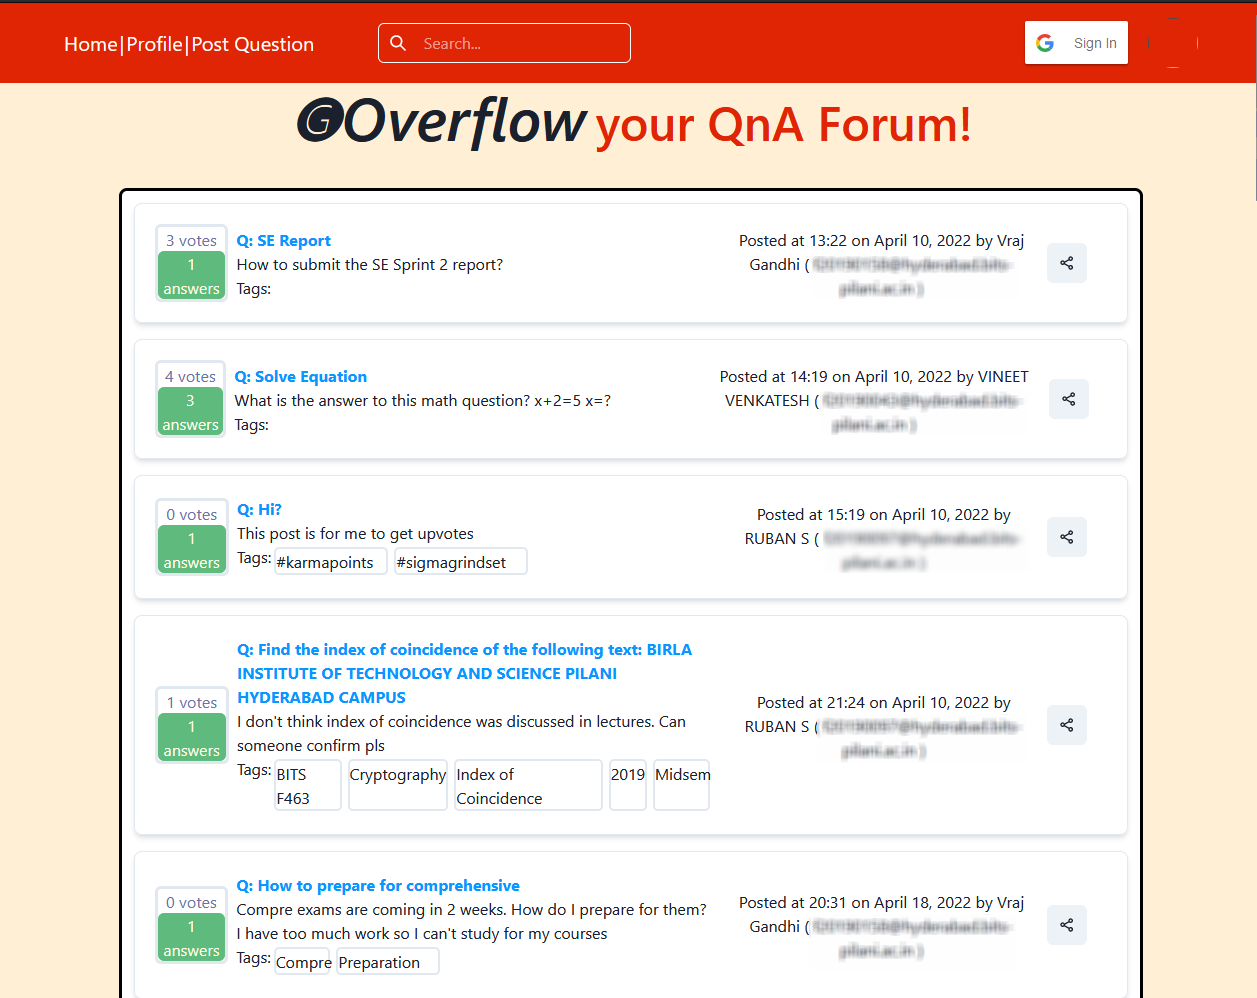 Home|Profile|Post Question
Search...
Sign In
GOverflow your QnA Forum!
3 votes
1
answers
Q: SE Report
How to submit the SE Sprint 2 report?
Tags:
Posted at 13:22 on April 10, 2022 by Vraj
Gandhi (
4 votes
3
answers
Q: Solve Equation
What is the answer to this math question? x+2=5 x=?
Tags:
Posted at 14:19 on April 10, 2022 by VINEET
VENKATESH (
0 votes
1
answers
Q: Hi?
This post is for me to get upvotes
Tags: #karmapoints #sigmagrindset
Posted at 15:19 on April 10, 2022 by
RUBAN S (
1 votes
1
answers
Q: Find the index of coincidence of the following text: BIRLA
INSTITUTE OF TECHNOLOGY AND SCIENCE PILANI
HYDERABAD CAMPUS
I don't think index of coincidence was discussed in lectures. Can
someone confirm pls
Tags: BITS F463 Cryptography Index of Coincidence 2019 Midsem
Posted at 21:24 on April 10, 2022 by
RUBAN S (
0 votes
1
answers
Q: How to prepare for comprehensive
Compre exams are coming in 2 weeks. How do I prepare for them?
I have too much work so I can't study for my courses
Tags: Compre Preparation
Posted at 20:31 on April 18, 2022 by Vraj
Gandhi (